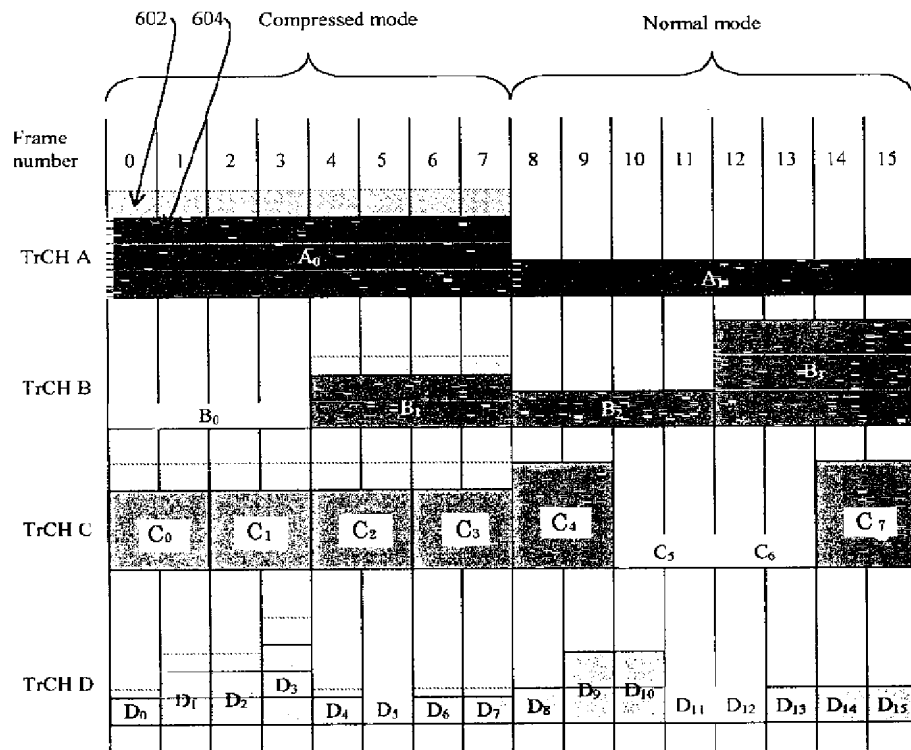 602 604 Compressed mode Normal mode
Frame
number 0 1 2 3 4 5 6 7 8 9 10 11 12 13 14 15
TrCH A A₀ A₁
TrCH B B₀ B₁ B₂ B₃
TrCH C C₀ C₁ C₂ C₃ C₄ C₅ C₆ C₇
TrCH D D₀ D₁ D₂ D₃ D₄ D₅ D₆ D₇ D₈ D₉ D₁₀ D₁₁ D₁₂ D₁₃ D₁₄ D₁₅